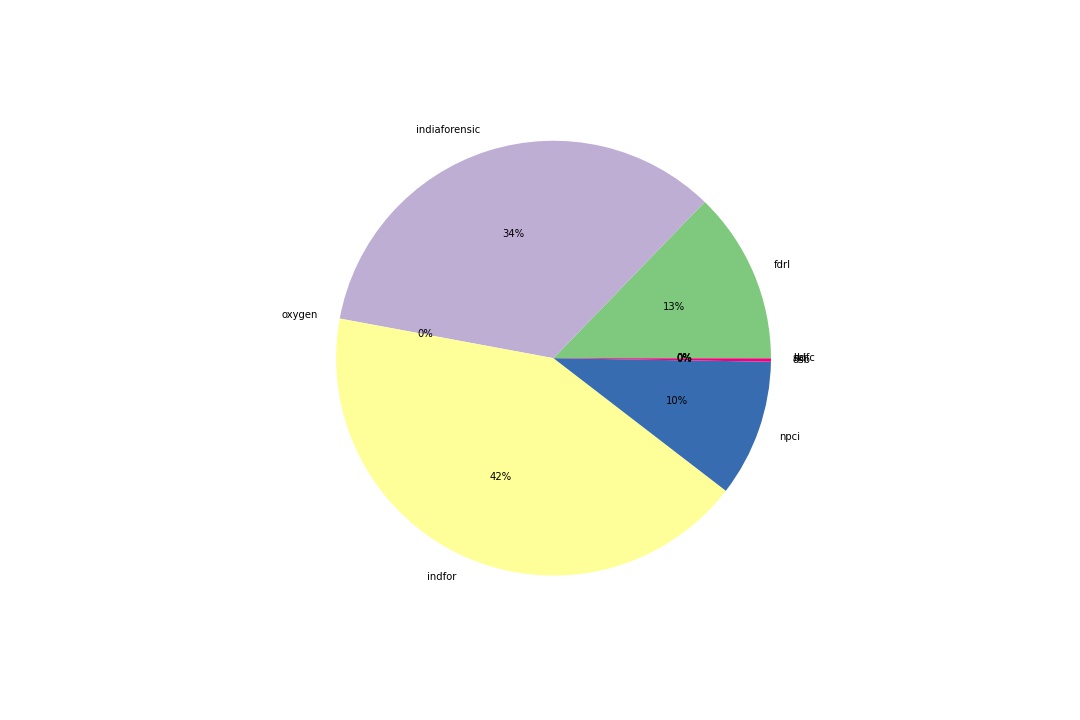 indiaforensic
34%
fdrl
13%
oxygen
0%
0%
10%
npci
42%
indfor